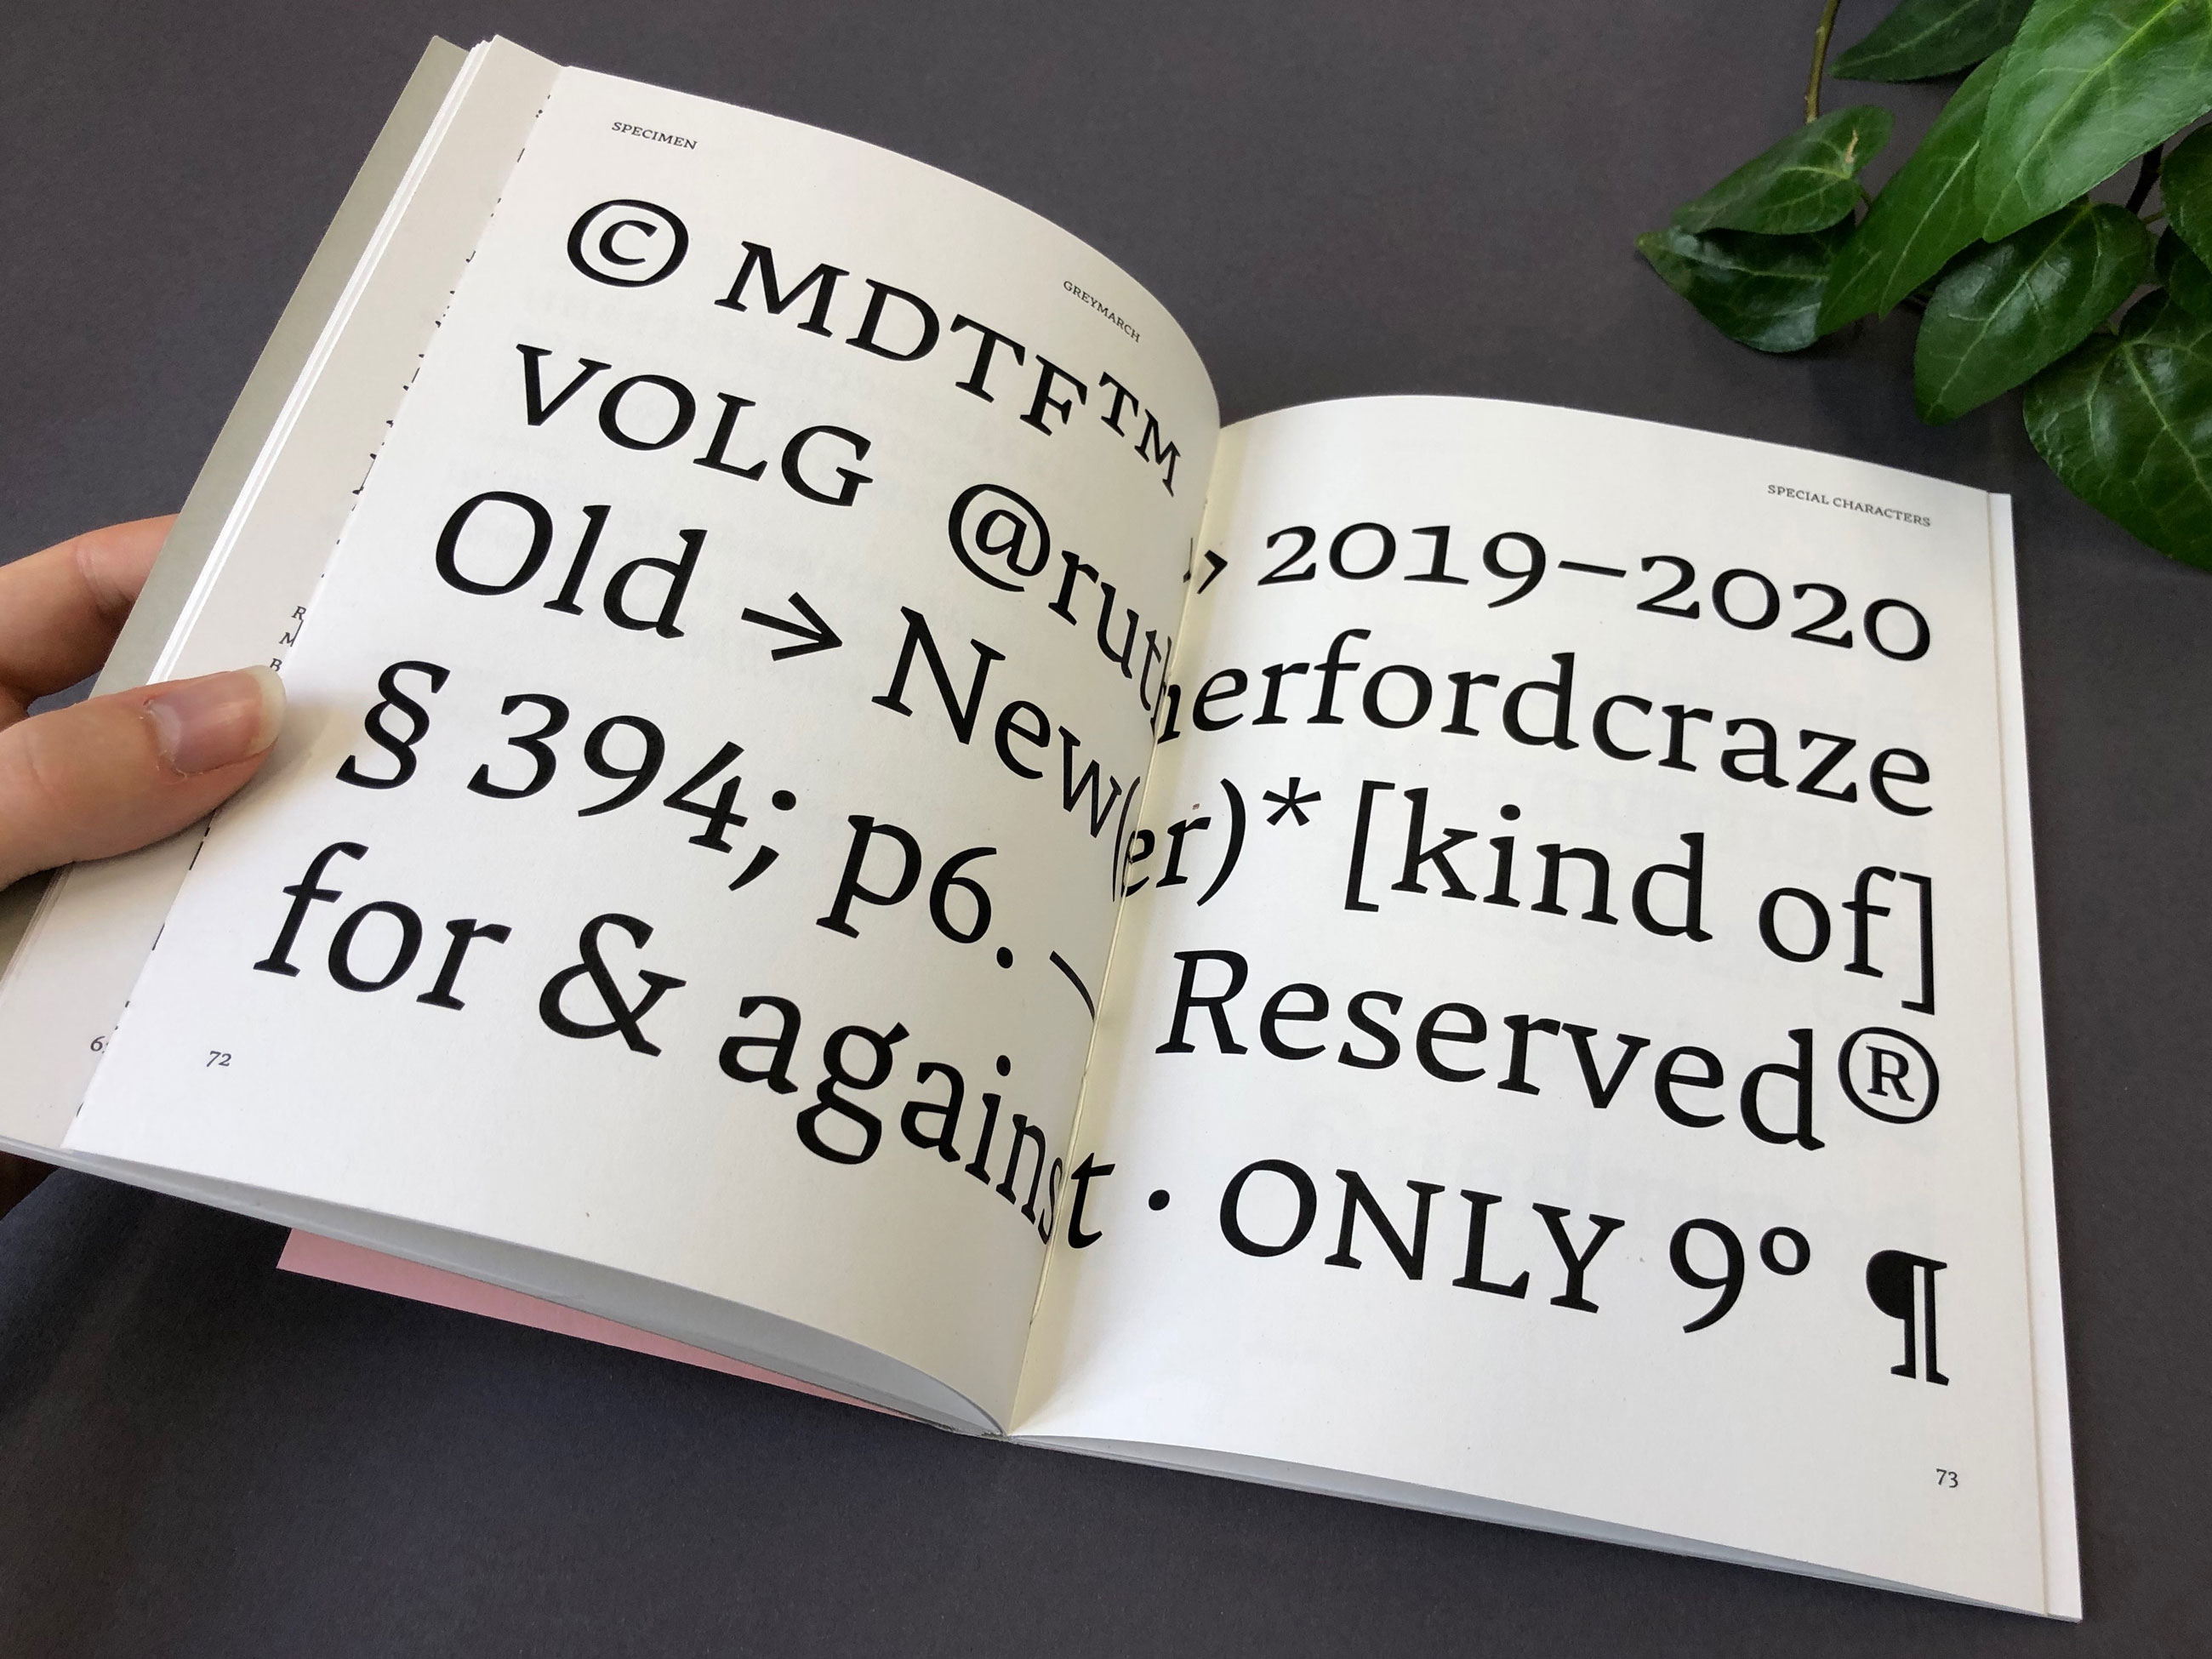 SPECIMEN
GREYMARCH
SPECIAL CHARACTERS
© MDTF™ → 2019–2020
VOLG @rutherfordcraze
Old → New(er)* [kind of]
§ 394; p6. — Reserved®
for & against · ONLY 9º ¶
72
73